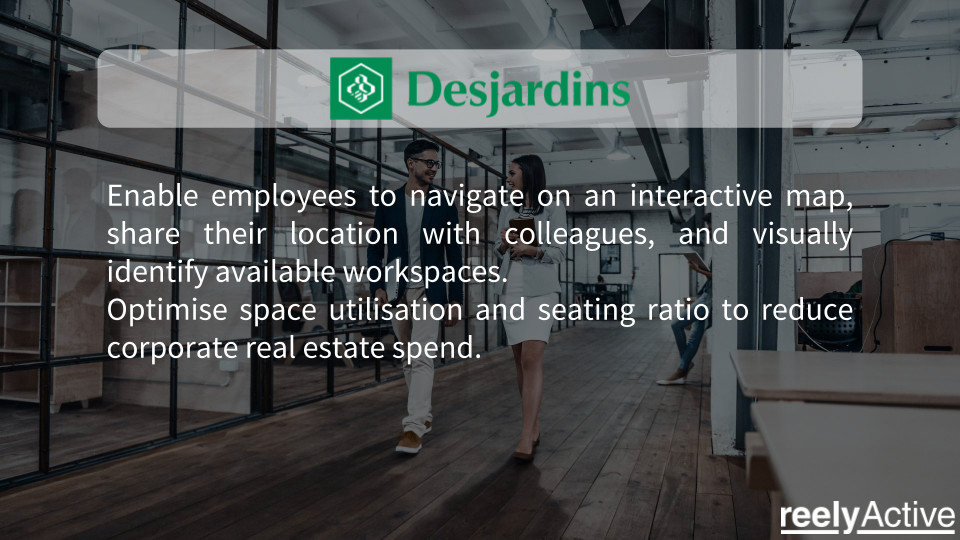 Desjardins
Enable employees to navigate on an interactive map,
share their location with colleagues, and visually
identify available workspaces.
Optimise space utilisation and seating ratio to reduce
corporate real estate spend.
reelyActive